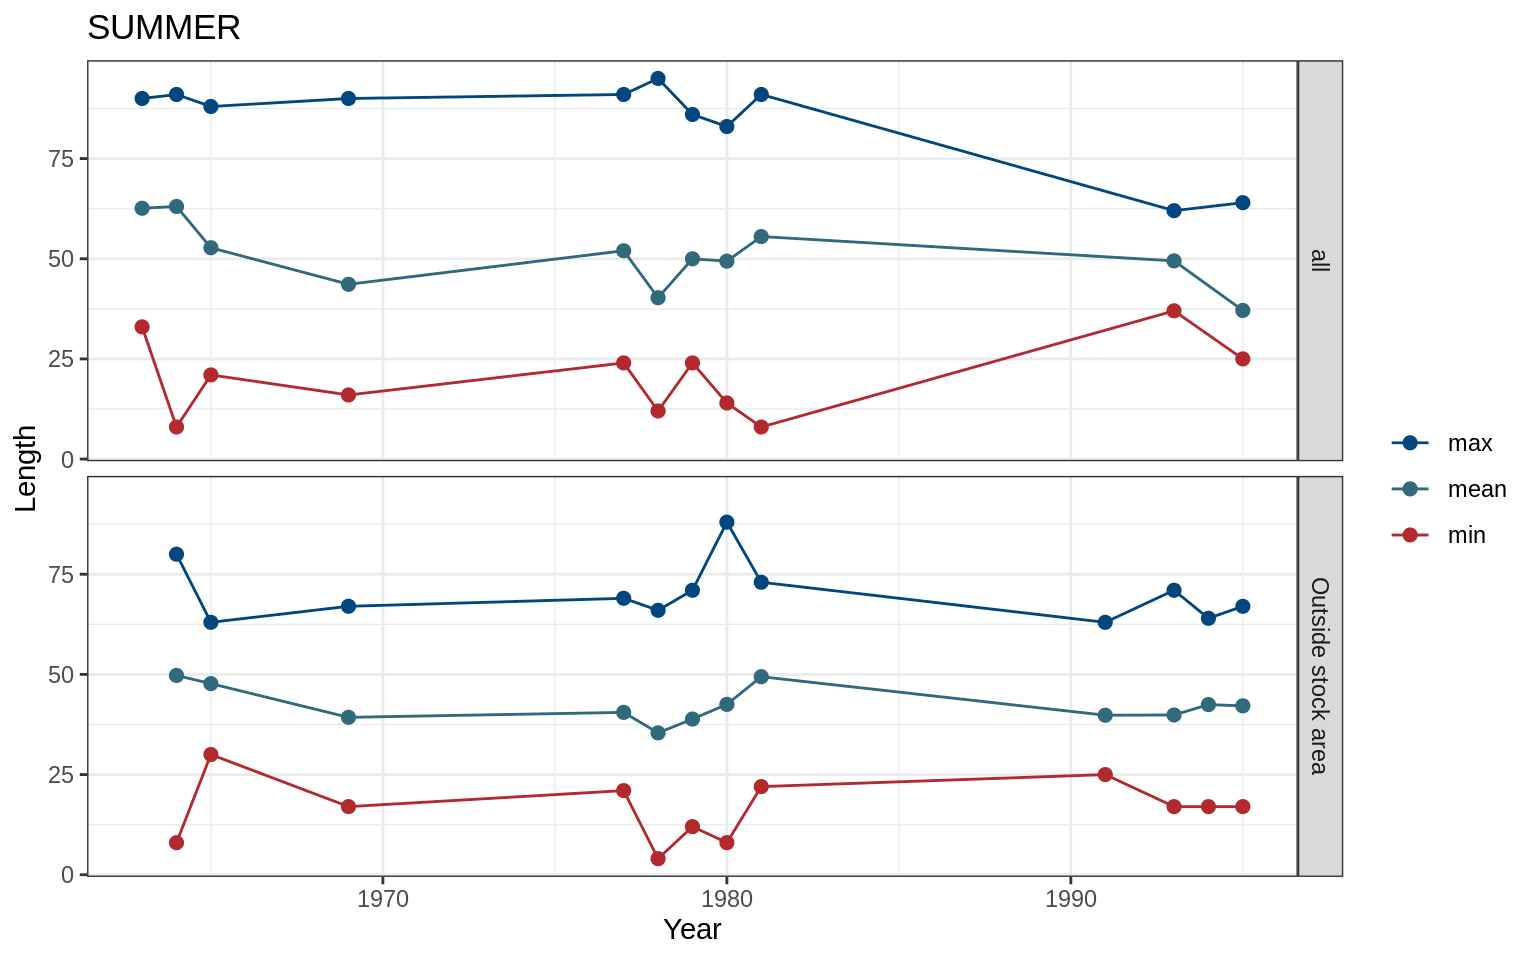 SUMMER
75
50
25
0
all
75
50
25
0
Outside stock area
1970
1980
1990
Year
Length
max
mean
min